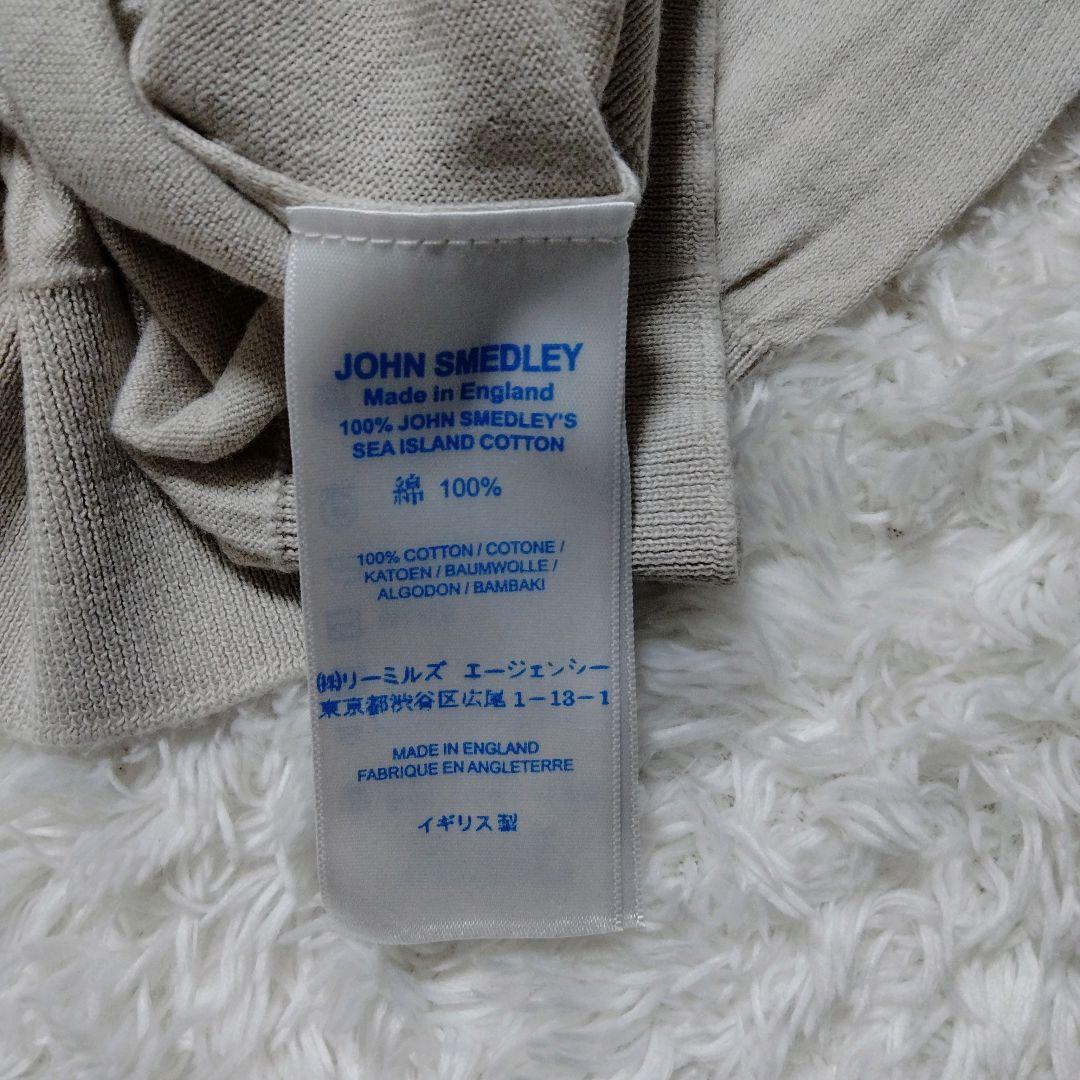 JOHN SMEDLEY
Made in England
100% JOHN SMEDLEY'S
SEA ISLAND COTTON
綿 100%
100% COTTON / COTONE /
KATOEN / BAUMWOLLE /
ALGODON / BAMBAKI
㈱リーミルズ エージェンシー
東京都渋谷区広尾1-13-1
MADE IN ENGLAND
FABRIQUE EN ANGLETERRE
イギリス製